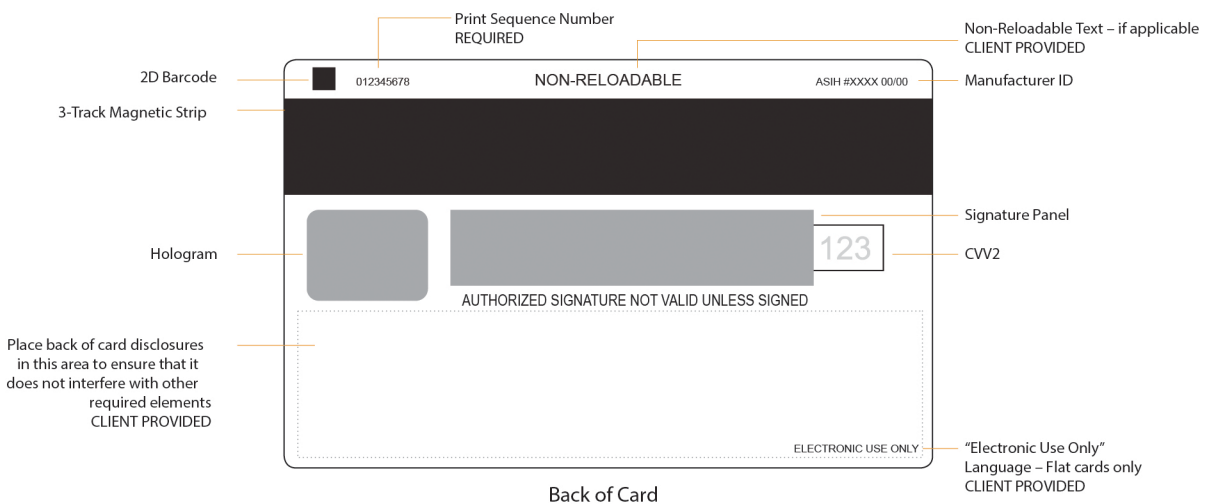 Print Sequence Number
REQUIRED
Non-Reloadable Text – if applicable
CLIENT PROVIDED
2D Barcode
012345678
NON-RELOADABLE
ASIH #XXXX 00/00
Manufacturer ID
3-Track Magnetic Strip
Signature Panel
Hologram
123
CVV2
AUTHORIZED SIGNATURE NOT VALID UNLESS SIGNED
Place back of card disclosures
in this area to ensure that it
does not interfere with other
required elements
CLIENT PROVIDED
ELECTRONIC USE ONLY
“Electronic Use Only”
Language – Flat cards only
CLIENT PROVIDED
Back of Card